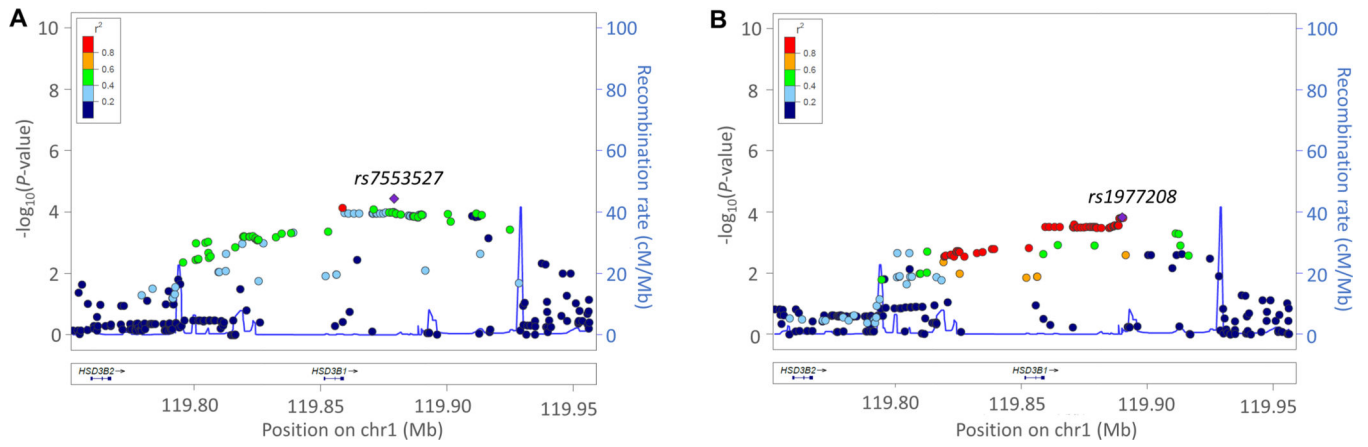 A
10
8
6
4
2
0
-log10(P-value)
r2
0.8
0.6
0.4
0.2
rs7553527
100
80
60
40
20
0
Recombination rate (cM/Mb)
HSD3B2→
HSD3B1→
119.80
119.85
119.90
119.95
Position on chr1 (Mb)
B
10
8
6
4
2
0
-log10(P-value)
r2
0.8
0.6
0.4
0.2
rs1977208
100
80
60
40
20
0
Recombination rate (cM/Mb)
HSD3B2→
HSD3B1→
119.80
119.85
119.90
119.95
Position on chr1 (Mb)